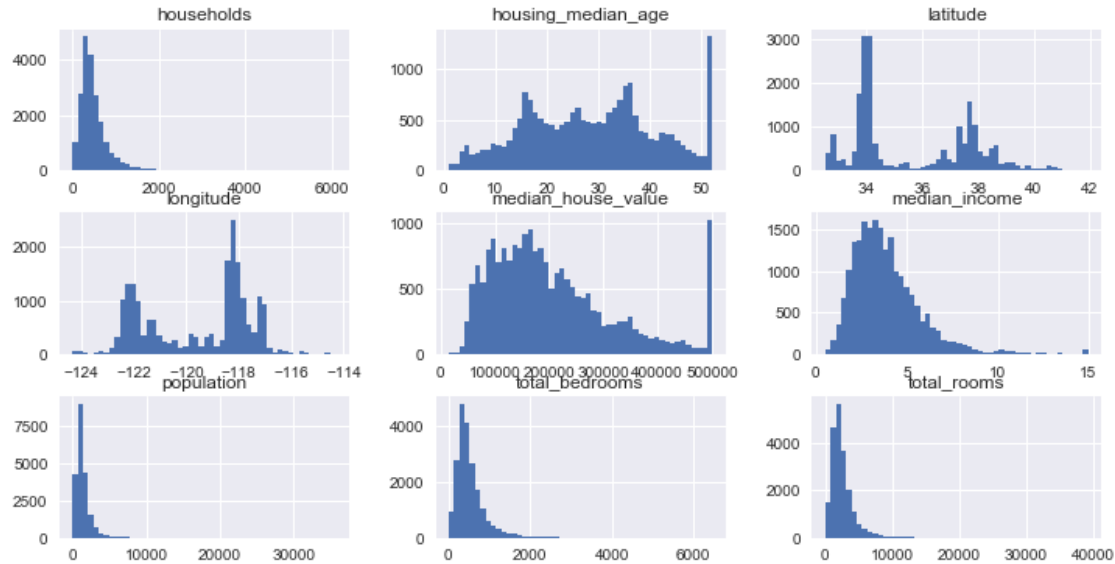 households housing_median_age latitude
4000 2000 0
0 2000 4000 6000
1000 500 0
0 10 20 30 40 50
3000 2000 1000 0
34 36 38 40 42
longitude median_house_value median_income
2000 1000 0
−124 −122 −120 −118 −116 −114
1000 500 0
0 100000 200000 300000 400000 500000
1500 1000 500 0
0 5 10 15
population total_bedrooms total_rooms
7500 5000 2500 0
0 10000 20000 30000
4000 2000 0
0 2000 4000 6000
4000 2000 0
0 10000 20000 30000 40000